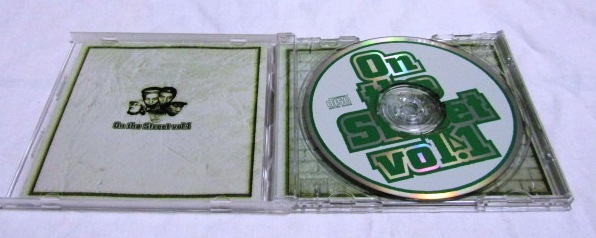 On the Street vol.1
On
the
Street
vol.1